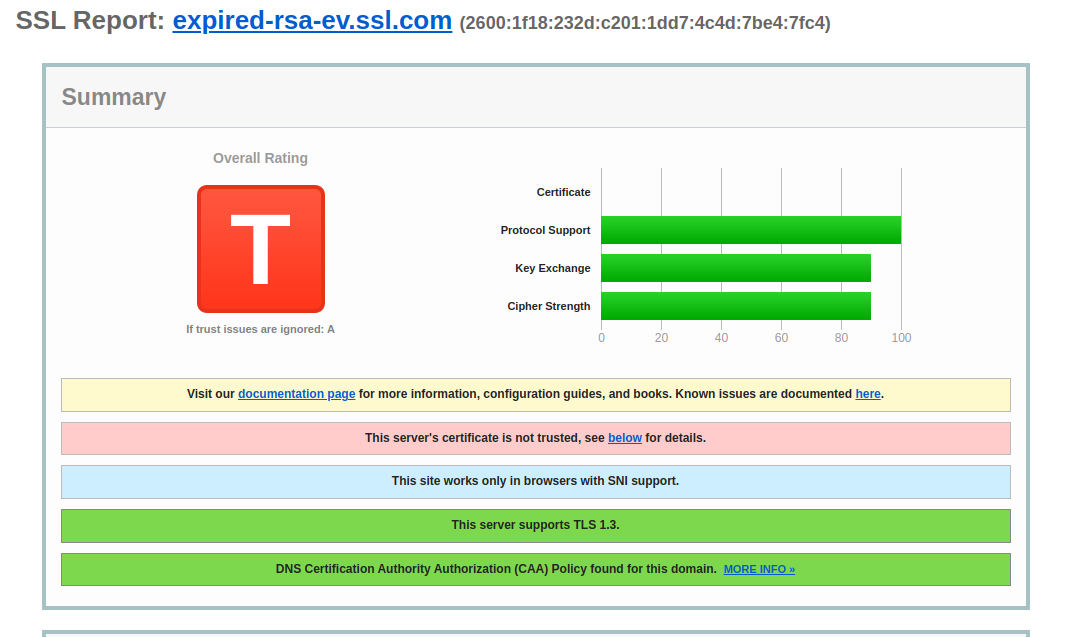 SSL Report: expired-rsa-ev.ssl.com (2600:1f18:232d:c201:1dd7:4c4d:7be4:7fc4)
Summary
Overall Rating
T
If trust issues are ignored: A
Certificate
Protocol Support
Key Exchange
Cipher Strength
0 20 40 60 80 100
Visit our documentation page for more information, configuration guides, and books. Known issues are documented here.
This server's certificate is not trusted, see below for details.
This site works only in browsers with SNI support.
This server supports TLS 1.3.
DNS Certification Authority Authorization (CAA) Policy found for this domain. MORE INFO »